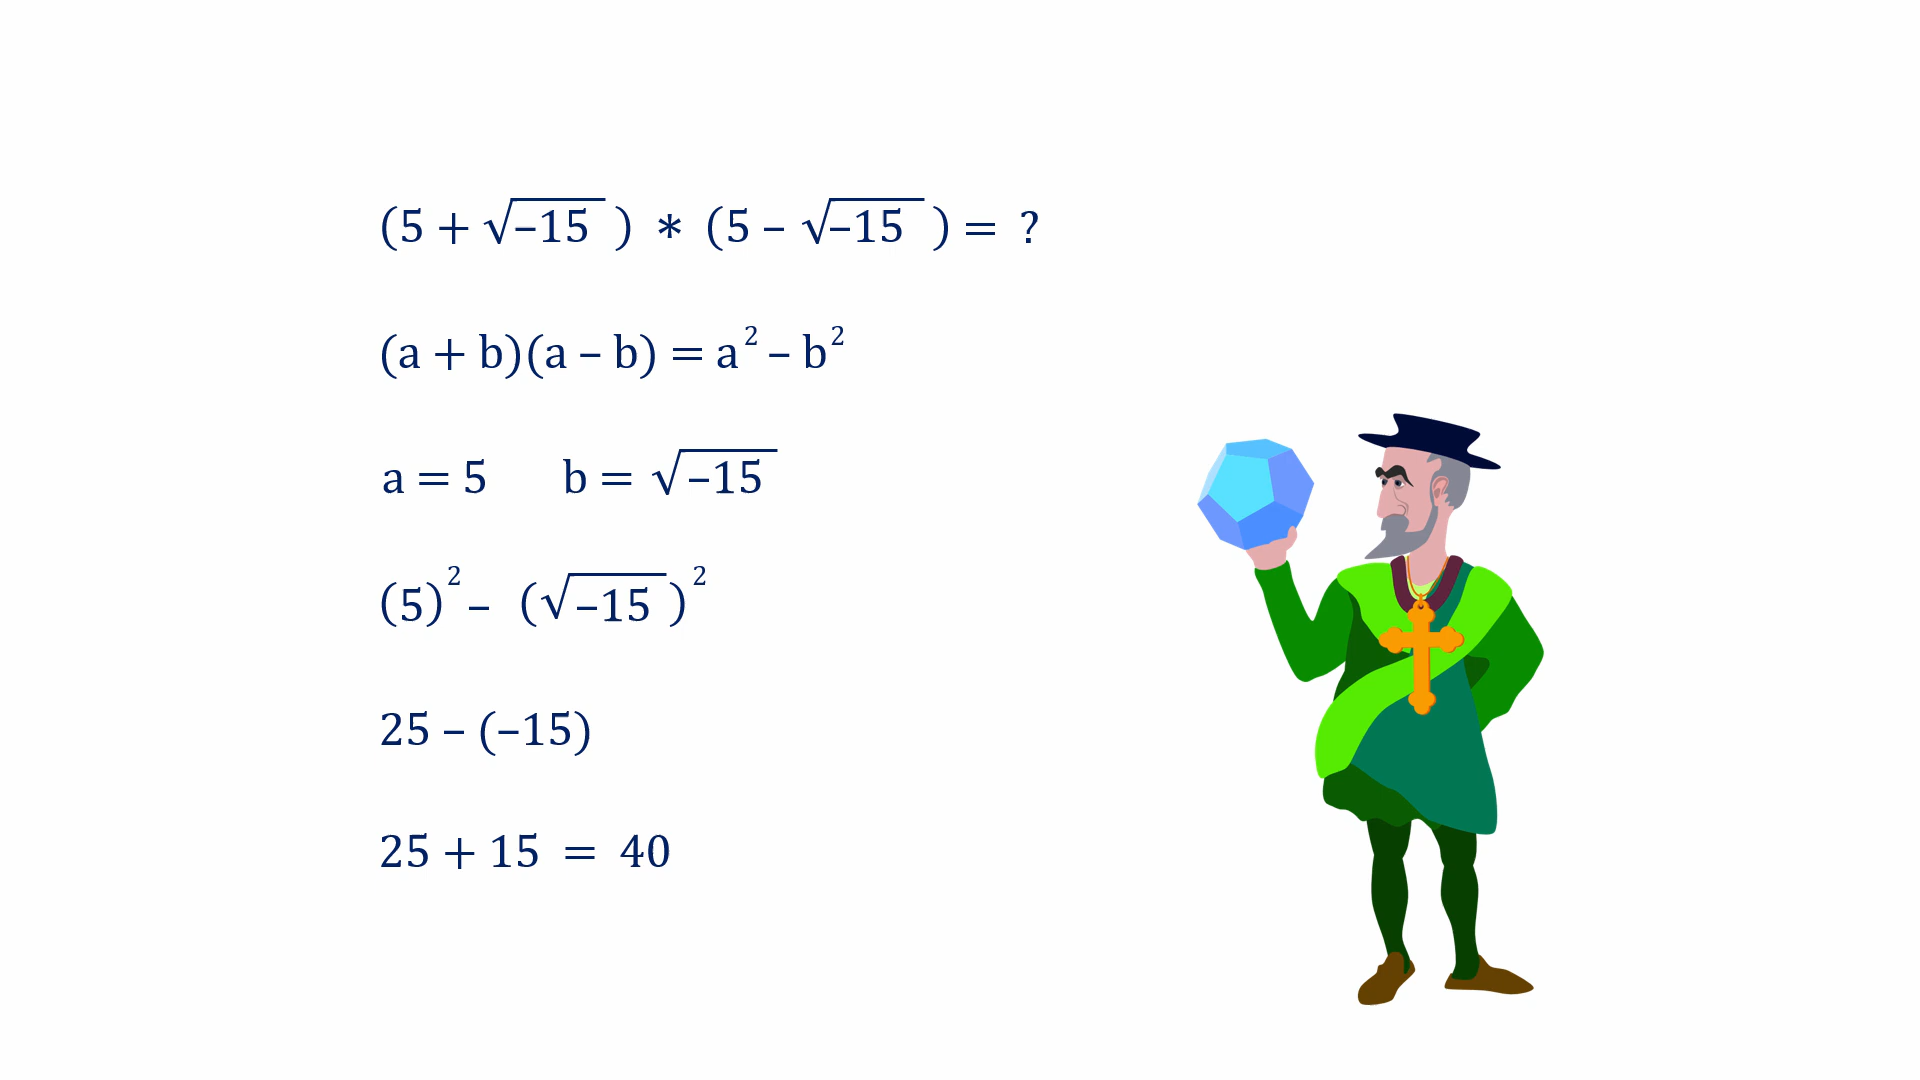 (5 + √–15 ) * (5 – √–15 ) = ?
(a + b)(a – b) = a² – b²
a = 5 b = √–15
(5)² – (√–15 )²
25 – (–15)
25 + 15 = 40